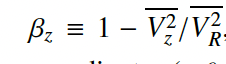 β_z ≡ 1 − \overline{V_z^2}/\overline{V_R^2},